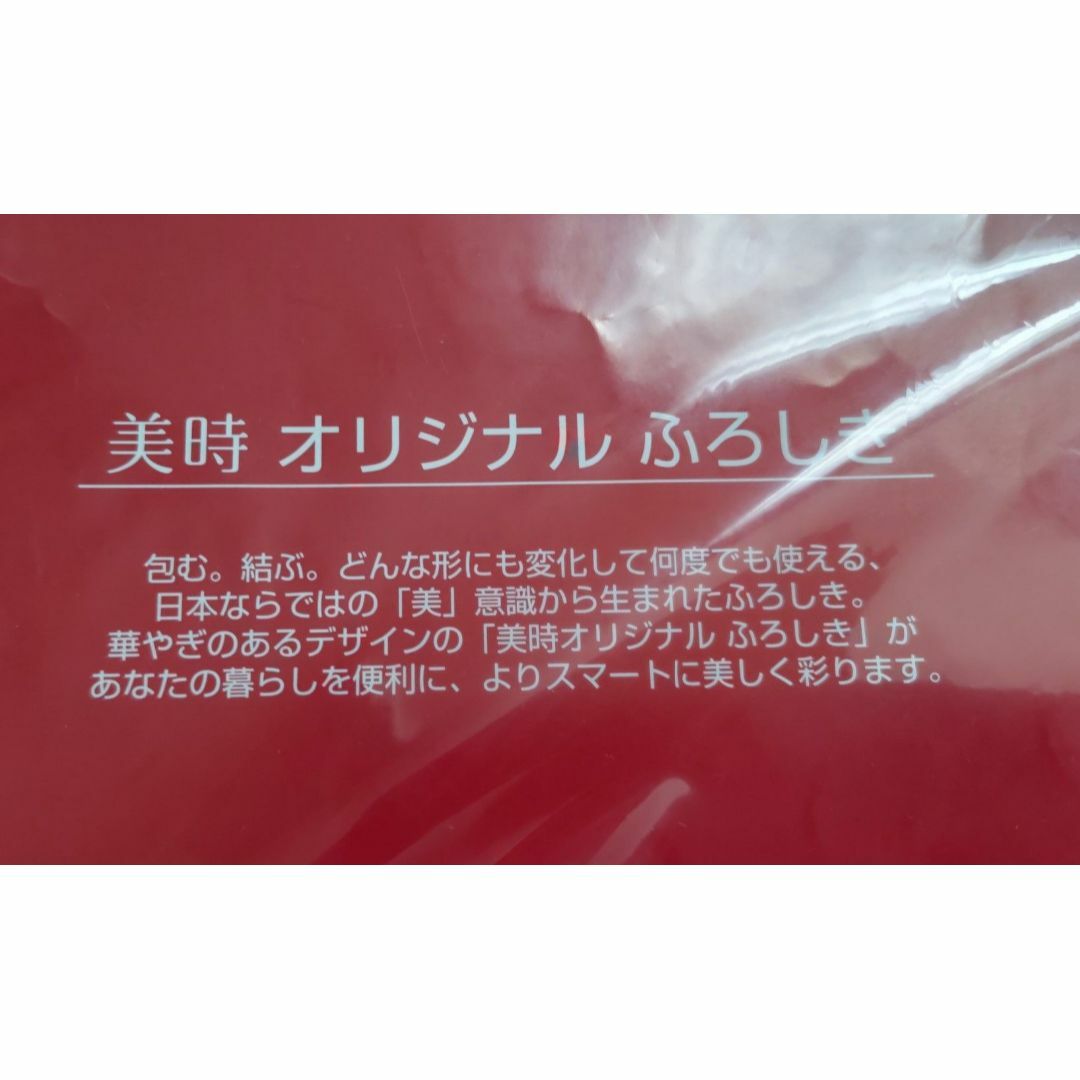 美時 オリジナル ふろしき
包む。結ぶ。どんな形にも変化して何度でも使える、
日本ならではの「美」意識から生まれたふろしき。
華やぎのあるデザインの「美時オリジナル ふろしき」が
あなたの暮らしを便利に、よりスマートに美しく彩ります。